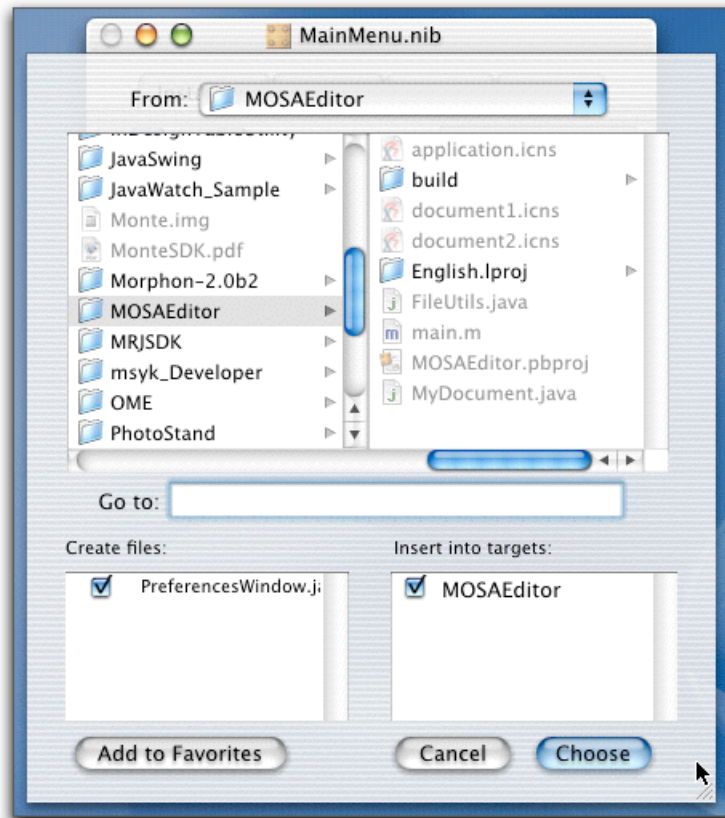 MainMenu.nib
From: MOSAEditor
JavaSwing
JavaWatch_Sample
Monte.img
MonteSDK.pdf
Morphon-2.0b2
MOSAEditor
MRJSDK
msyk_Developer
OME
PhotoStand
application.icns
build
document1.icns
document2.icns
English.lproj
FileUtils.java
main.m
MOSAEditor.pbproj
MyDocument.java
Go to:
Create files:
PreferencesWindow.ja
Insert into targets:
MOSAEditor
Add to Favorites
Cancel
Choose